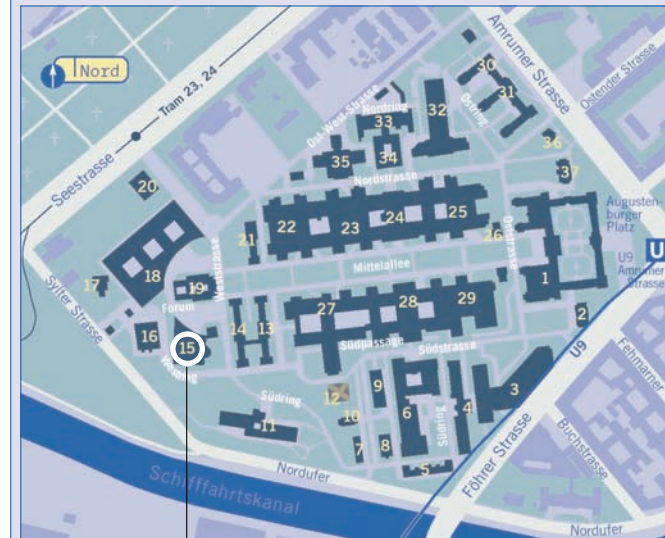 Nord
Tram 23, 24
Seestrasse
Amrumer Strasse
Ostender Strasse
30
31
32
Nordring
33
Ost-West-Strasse
Ostring
34
35
36
37
Nordstrasse
20
Augusten-
burger
Platz
U
U9
Amrumer
Strasse
22
23
24
25
26
21
Oststrasse
Weststrasse
Mittelallee
1
17
18
19
Forum
Sylter Strasse
16
15
14
13
27
28
29
2
U9
Südpassage
Südstrasse
Westring
Südring
12
10
9
6
4
3
Südring
11
7
8
5
Fehmarner
Buchstrasse
Föhrer Strasse
Nordufer
Schifffahrtskanal
Nordufer